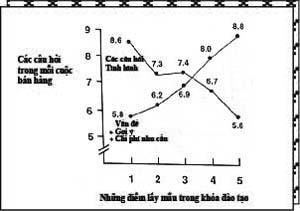 Các câu hỏi
trong mỗi cuộc
bán hàng
9
8
7
6
5
8.6
7.3
7.4
6.7
5.6
5.8
6.2
6.9
8.0
8.8
Các câu hỏi
Tình hình
Vấn đề
Gợi ý
Chi phí nhu cầu
1 2 3 4 5
Những điểm lấy mẫu trong khóa đào tạo